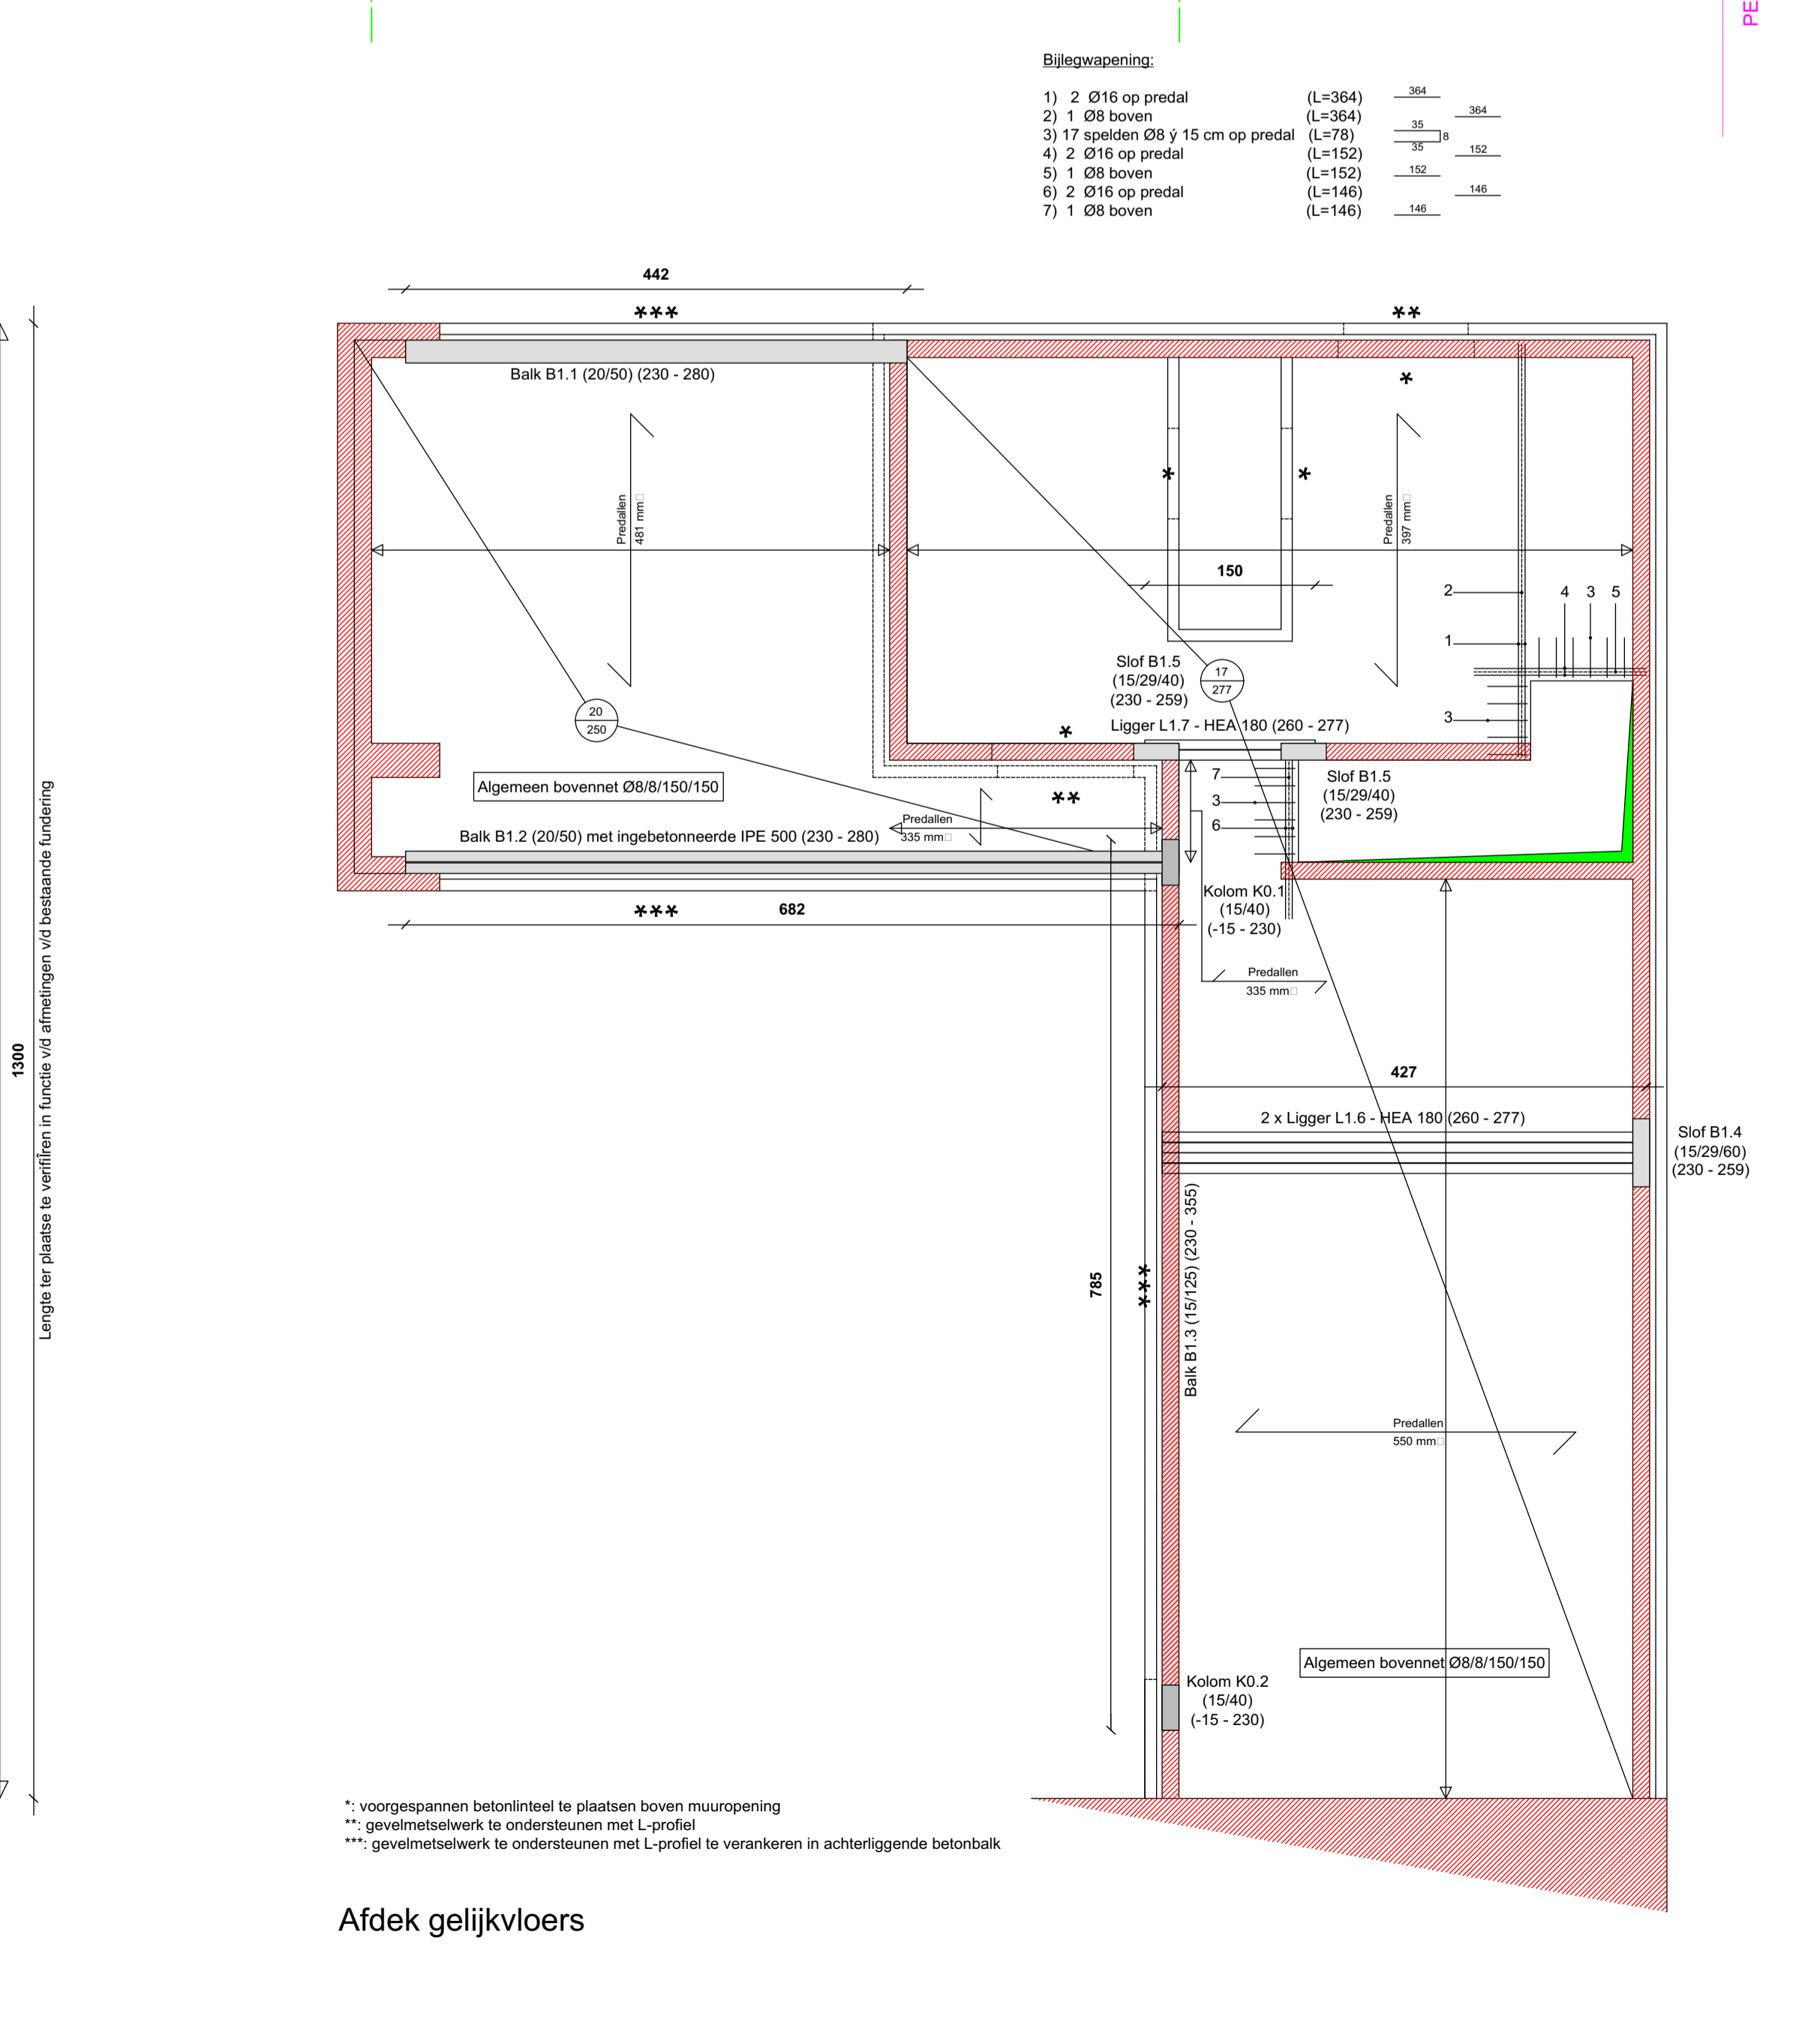 PE
Bijlegwapening:
1) 2 Ø16 op predal (L=364) 364
2) 1 Ø8 boven (L=364) 364
3) 17 spelden Ø8 ý 15 cm op predal (L=78) 35 8 35
4) 2 Ø16 op predal (L=152) 152
5) 1 Ø8 boven (L=152) 152
6) 2 Ø16 op predal (L=146) 146
7) 1 Ø8 boven (L=146) 146
442
*** **
Balk B1.1 (20/50) (230 - 280)
*
Predallen
481 mm□
* *
Predallen
397 mm□
150
2
4 3 5
1
Slof B1.5
(15/29/40)
(230 - 259)
17
277
20
250
3
Ligger L1.7 - HEA 180 (260 - 277)
*
7
3
6
Slof B1.5
(15/29/40)
(230 - 259)
Algemeen bovennet Ø8/8/150/150
**
Predallen
335 mm□
Balk B1.2 (20/50) met ingebetonneerde IPE 500 (230 - 280)
Kolom K0.1
(15/40)
(-15 - 230)
*** 682
Predallen
335 mm□
1300
Lengte ter plaatse te verifiÎren in functie v/d afmetingen v/d bestaande fundering
427
2 x Ligger L1.6 - HEA 180 (260 - 277)
Slof B1.4
(15/29/60)
(230 - 259)
785
***
Balk B1.3 (15/125) (230 - 355)
Predallen
550 mm□
Algemeen bovennet Ø8/8/150/150
Kolom K0.2
(15/40)
(-15 - 230)
*: voorgespannen betonlinteel te plaatsen boven muuropening
**: gevelmetselwerk te ondersteunen met L-profiel
***: gevelmetselwerk te ondersteunen met L-profiel te verankeren in achterliggende betonbalk
Afdek gelijkvloers